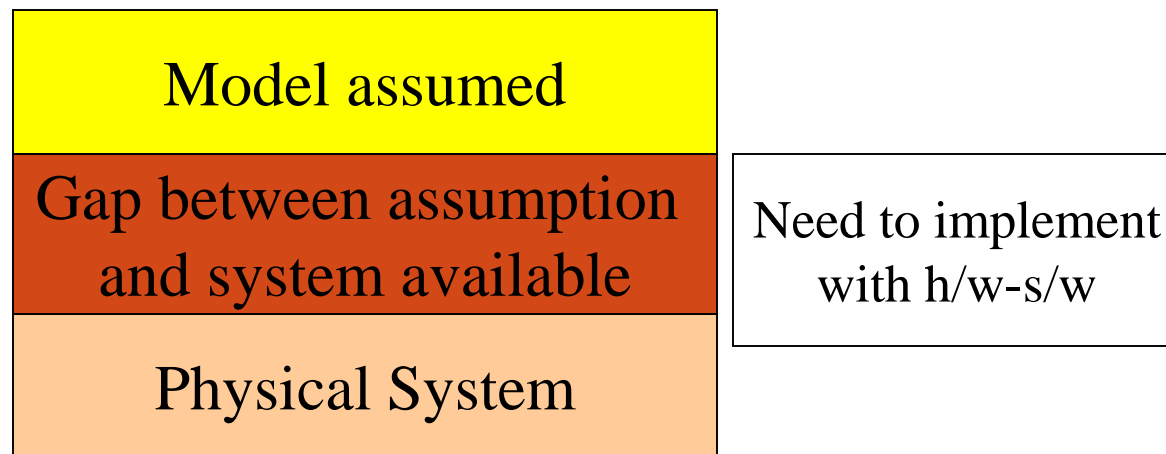 Model assumed
Gap between assumption
and system available
Need to implement
with h/w-s/w
Physical System